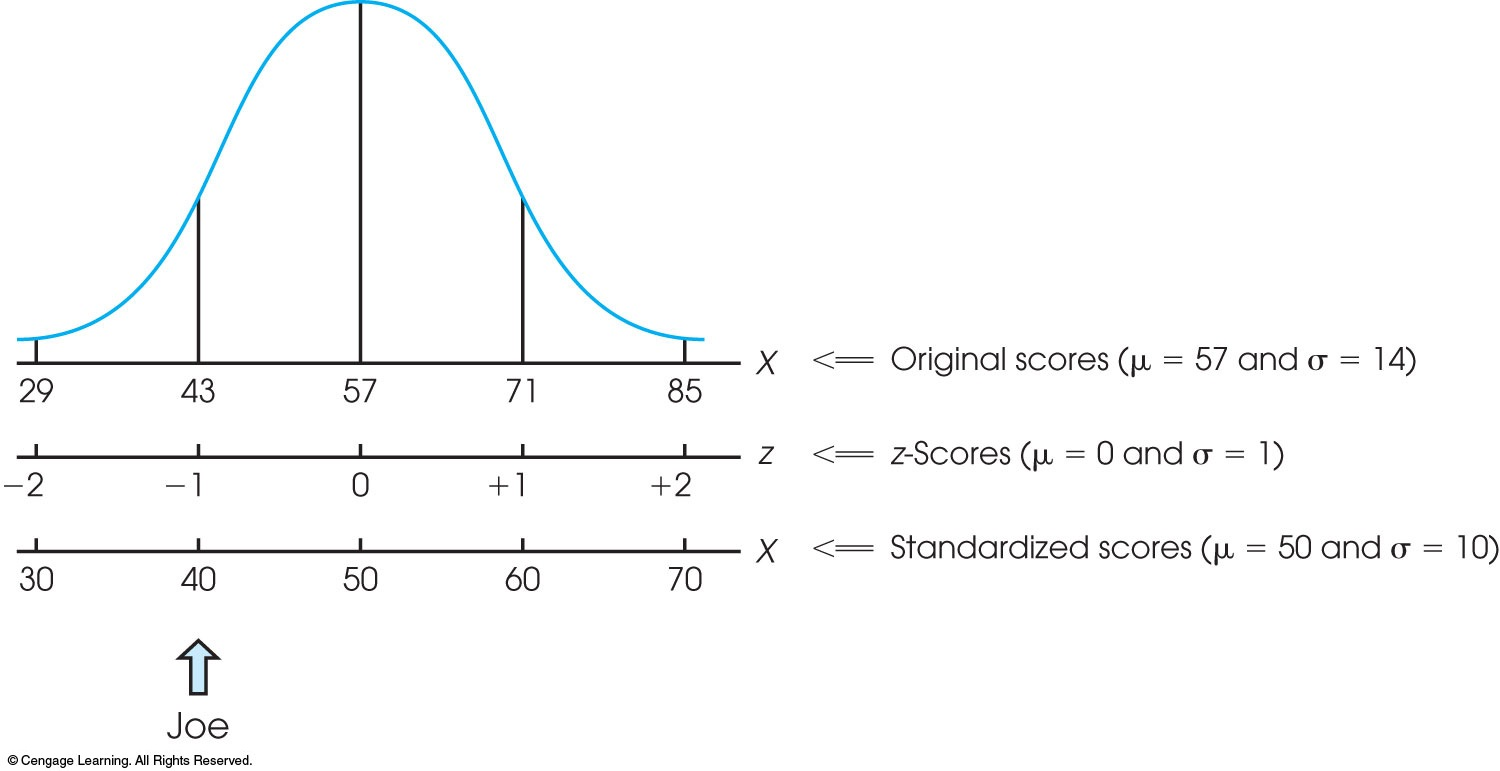 X <== Original scores (μ = 57 and σ = 14)
29 43 57 71 85
z <== z-Scores (μ = 0 and σ = 1)
−2 −1 0 +1 +2
X <== Standardized scores (μ = 50 and σ = 10)
30 40 50 60 70
Joe
© Cengage Learning. All Rights Reserved.